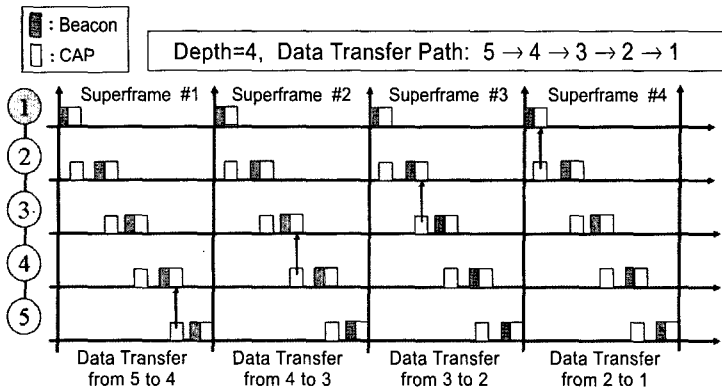 : Beacon
: CAP
Depth=4, Data Transfer Path: 5 → 4 → 3 → 2 → 1
Superframe #1
Superframe #2
Superframe #3
Superframe #4
1
2
3
4
5
Data Transfer
from 5 to 4
Data Transfer
from 4 to 3
Data Transfer
from 3 to 2
Data Transfer
from 2 to 1